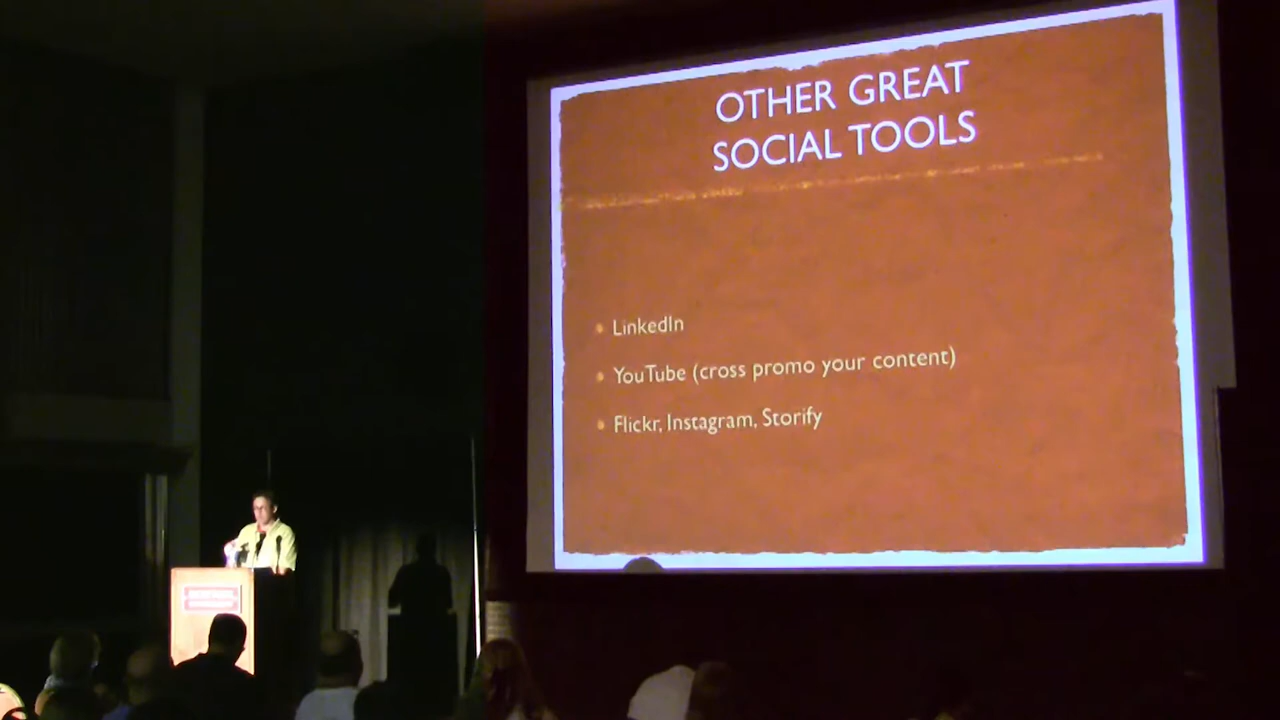 OTHER GREAT
SOCIAL TOOLS
LinkedIn
YouTube (cross promo your content)
Flickr, Instagram, Storify